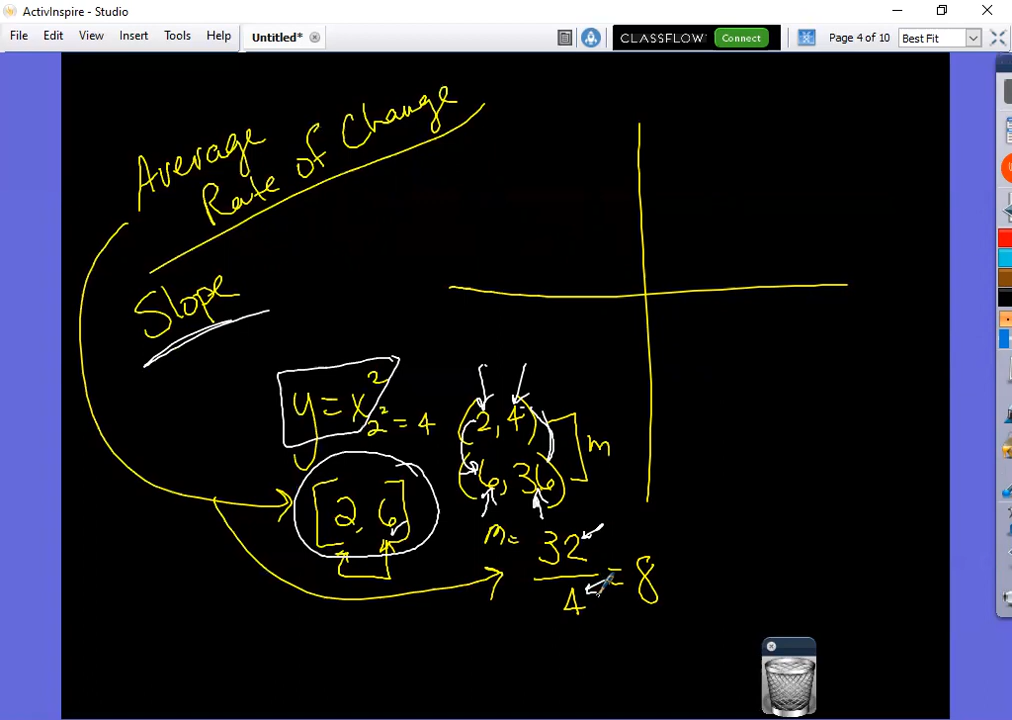 ActivInspire - Studio
File Edit View Insert Tools Help Untitled* CLASSFLOW Connect Page 4 of 10 Best Fit
Average
Rate of Change
Slope
y = x²
2² = 4
(2, 4)
(6, 36)
m
[2, 6]
m = 32/4 = 8